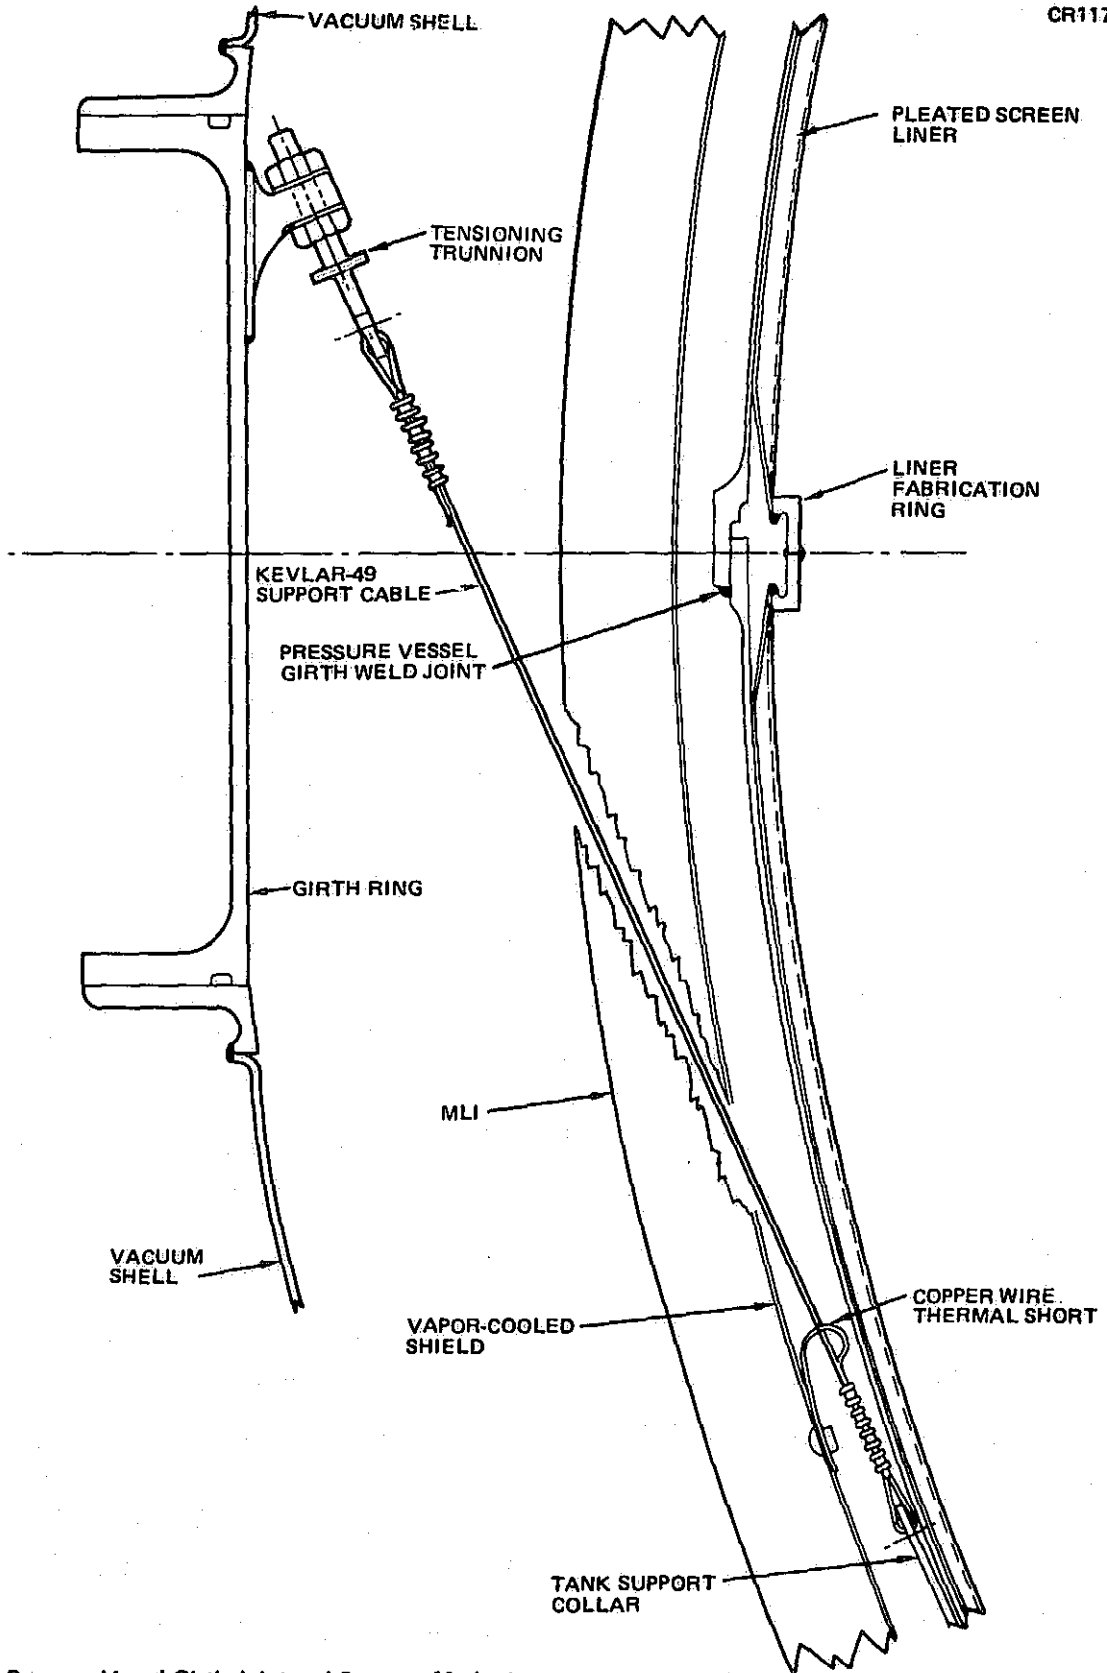 CR117
VACUUM SHELL
PLEATED SCREEN
LINER
TENSIONING
TRUNNION
LINER
FABRICATION
RING
KEVLAR-49
SUPPORT CABLE
PRESSURE VESSEL
GIRTH WELD JOINT
GIRTH RING
MLI
VACUUM
SHELL
COPPER WIRE
THERMAL SHORT
VAPOR-COOLED
SHIELD
TANK SUPPORT
COLLAR